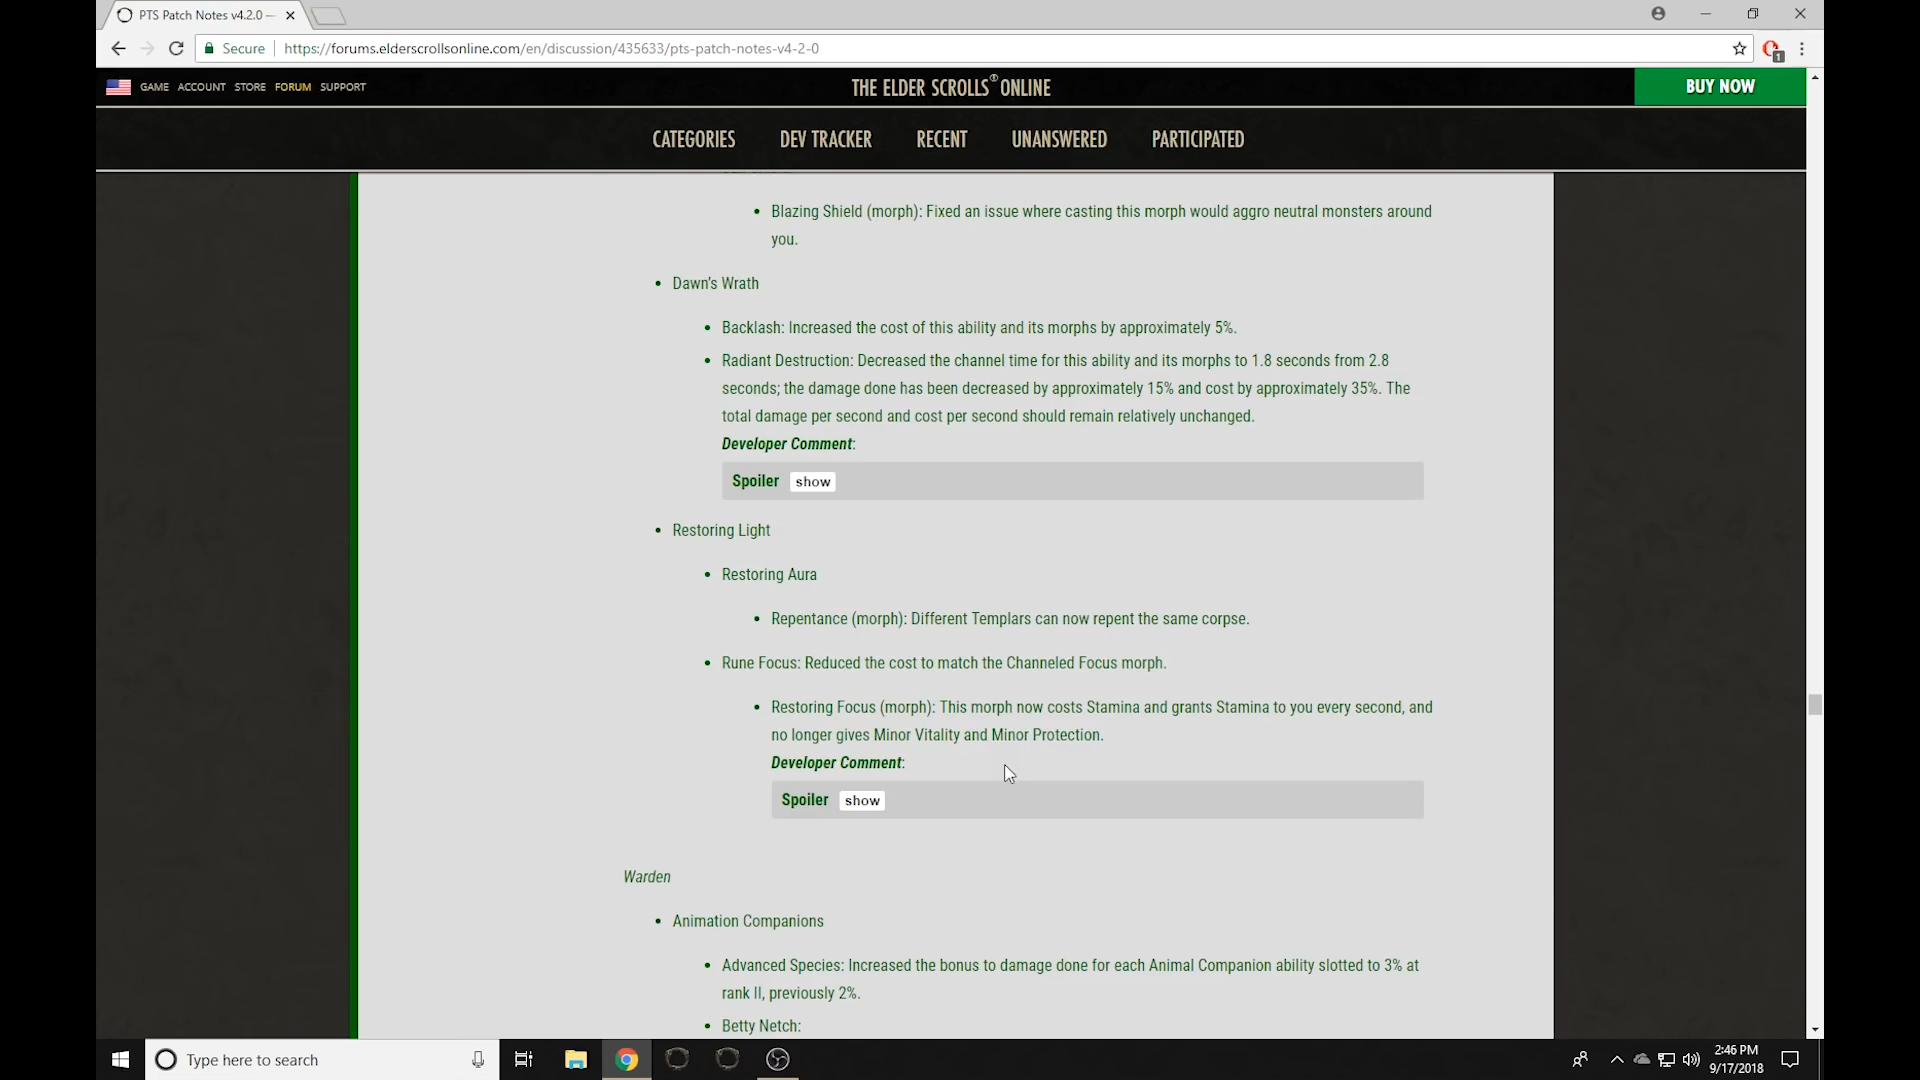 PTS Patch Notes v4.2.0 —
Secure
https://forums.elderscrollsonline.com/en/discussion/435633/pts-patch-notes-v4-2-0
1
GAME ACCOUNT STORE FORUM SUPPORT
THE ELDER SCROLLS® ONLINE
BUY NOW
CATEGORIES DEV TRACKER RECENT UNANSWERED PARTICIPATED
Blazing Shield (morph): Fixed an issue where casting this morph would aggro neutral monsters around
you.
Dawn's Wrath
Backlash: Increased the cost of this ability and its morphs by approximately 5%.
Radiant Destruction: Decreased the channel time for this ability and its morphs to 1.8 seconds from 2.8
seconds; the damage done has been decreased by approximately 15% and cost by approximately 35%. The
total damage per second and cost per second should remain relatively unchanged.
Developer Comment:
Spoiler show
Restoring Light
Restoring Aura
Repentance (morph): Different Templars can now repent the same corpse.
Rune Focus: Reduced the cost to match the Channeled Focus morph.
Restoring Focus (morph): This morph now costs Stamina and grants Stamina to you every second, and
no longer gives Minor Vitality and Minor Protection.
Developer Comment:
Spoiler show
Warden
Animation Companions
Advanced Species: Increased the bonus to damage done for each Animal Companion ability slotted to 3% at
rank II, previously 2%.
Betty Netch:
Type here to search
2:46 PM
9/17/2018